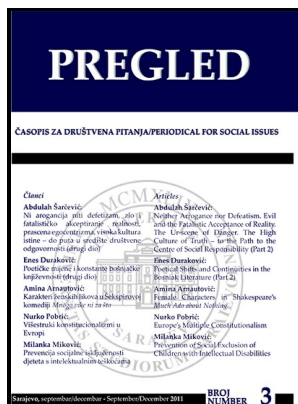 PREGLED
ČASOPIS ZA DRUŠTVENA PITANJA/PERIODICAL FOR SOCIAL ISSUES
Članci
Abdulah Šarčević:
Ni arogancija niti defetizam, zlo i
fatalističko akceptiranje realnosti,
prascena egocentrizma, visoka kultura
istine – do puta u središte društvene
odgovornosti (drugi dio)
Enes Duraković:
Poetičke mijene i konstante bošnjačke
književnosti (drugi dio)
Amina Arnautović:
Karakteri ženskih likova u Šekspirovoj
komediji Mnogo vike ni za što
Nurko Pobrić:
Višestruki konstitucionalizmi u
Evropi
Milanka Miković:
Prevencija socijalne isključenosti
djeteta s intelektualnim teškoćama
Articles
Abdulah Šarčević:
Neither Arrogance nor Defeatism, Evil
and the Fatalistic Acceptance of Reality.
The Ur-scene of Danger. The High
Culture of Truth – to the Path to the
Centre of Social Responsibility (Part 2)
Enes Duraković:
Poetical Shifts and Continuities in the
Bosniak Literature (Part 2)
Amina Arnautović:
Female Characters in Shakespeare's
Much Ado about Nothing
Nurko Pobrić:
Europe's Multiple Constitutionalism
Milanka Miković:
Prevention of Social Exclusion of
Children with Intellectual Disabilities
Sarajevo, septembar/decembar - September/December 2011
BROJ
NUMBER 3